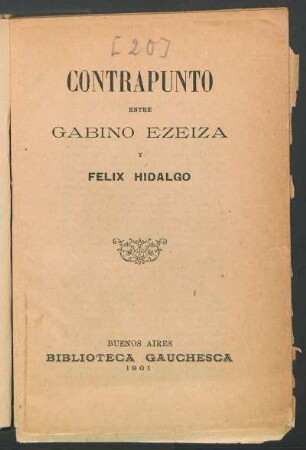 [20]
CONTRAPUNTO
ENTRE
GABINO EZEIZA
Y
FELIX HIDALGO
BUENOS AIRES
BIBLIOTECA GAUCHESCA
1901